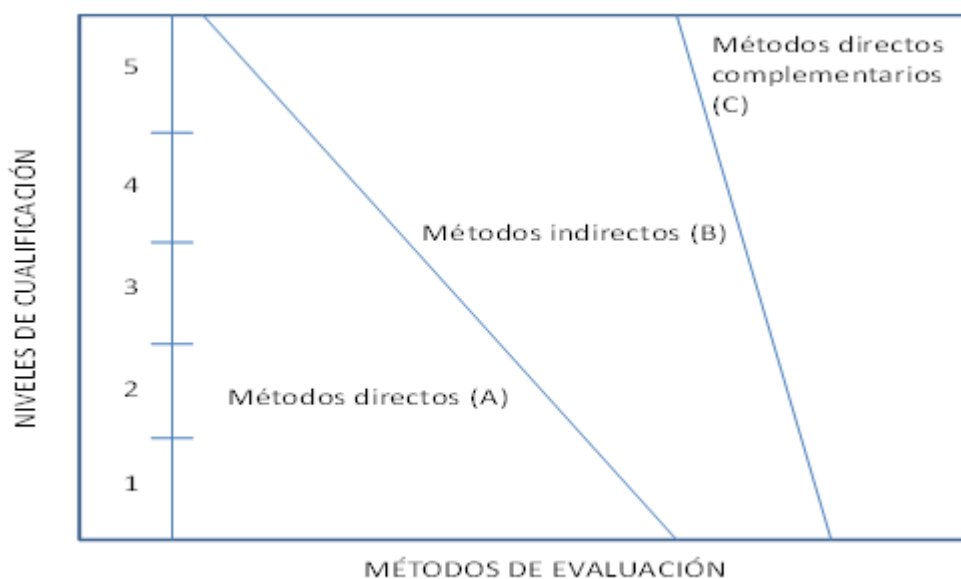 NIVELES DE CUALIFICACIÓN
5
4
3
2
1
Métodos directos
complementarios
(C)
Métodos indirectos (B)
Métodos directos (A)
MÉTODOS DE EVALUACIÓN